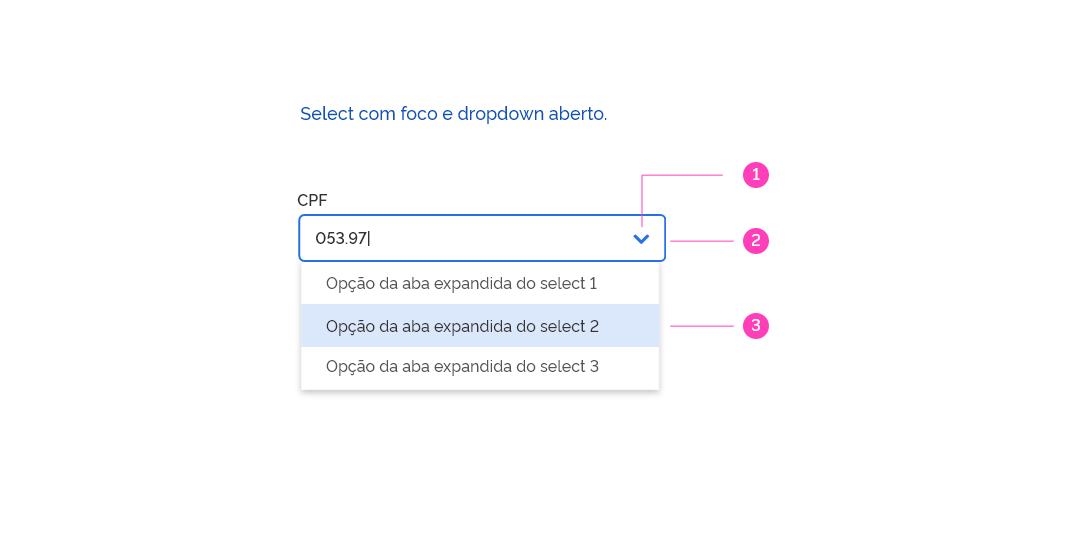 Select com foco e dropdown aberto.
1
CPF
053.97|
2
Opção da aba expandida do select 1
Opção da aba expandida do select 2
3
Opção da aba expandida do select 3